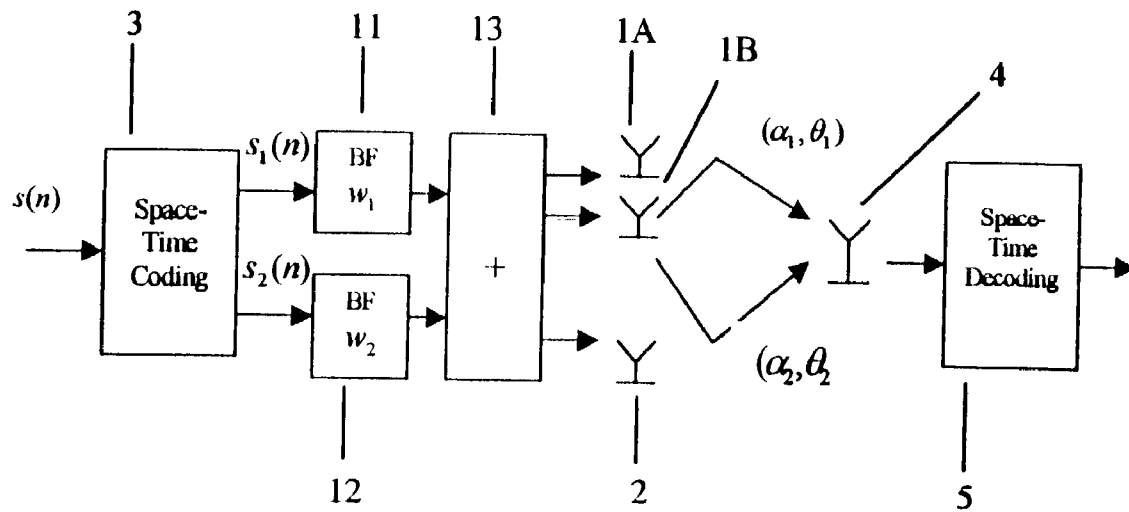 3
11
13
1A
1B
4
s(n)
Space-
Time
Coding
s₁(n)
s₂(n)
BF
w₁
BF
w₂
+
(α₁,θ₁)
(α₂,θ₂
Space-
Time
Decoding
12
2
5